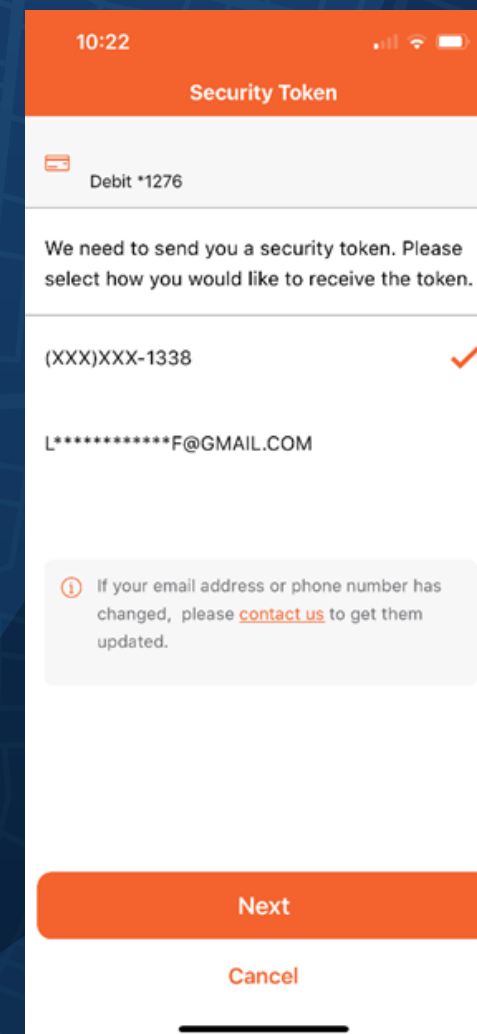 10:22
Security Token
Debit *1276
We need to send you a security token. Please
select how you would like to receive the token.
(XXX)XXX-1338
L************F@GMAIL.COM
If your email address or phone number has
changed, please contact us to get them
updated.
Next
Cancel